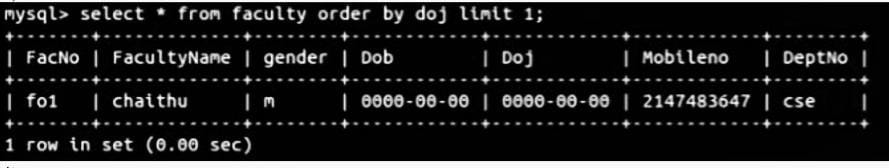 mysql> select * from faculty order by doj limit 1;
+-------+-------------+--------+------------+------------+------------+--------+
| FacNo | FacultyName | gender | Dob | Doj | Mobileno | DeptNo |
+-------+-------------+--------+------------+------------+------------+--------+
| fo1 | chaithu | m | 0000-00-00 | 0000-00-00 | 2147483647 | cse |
+-------+-------------+--------+------------+------------+------------+--------+
1 row in set (0.00 sec)